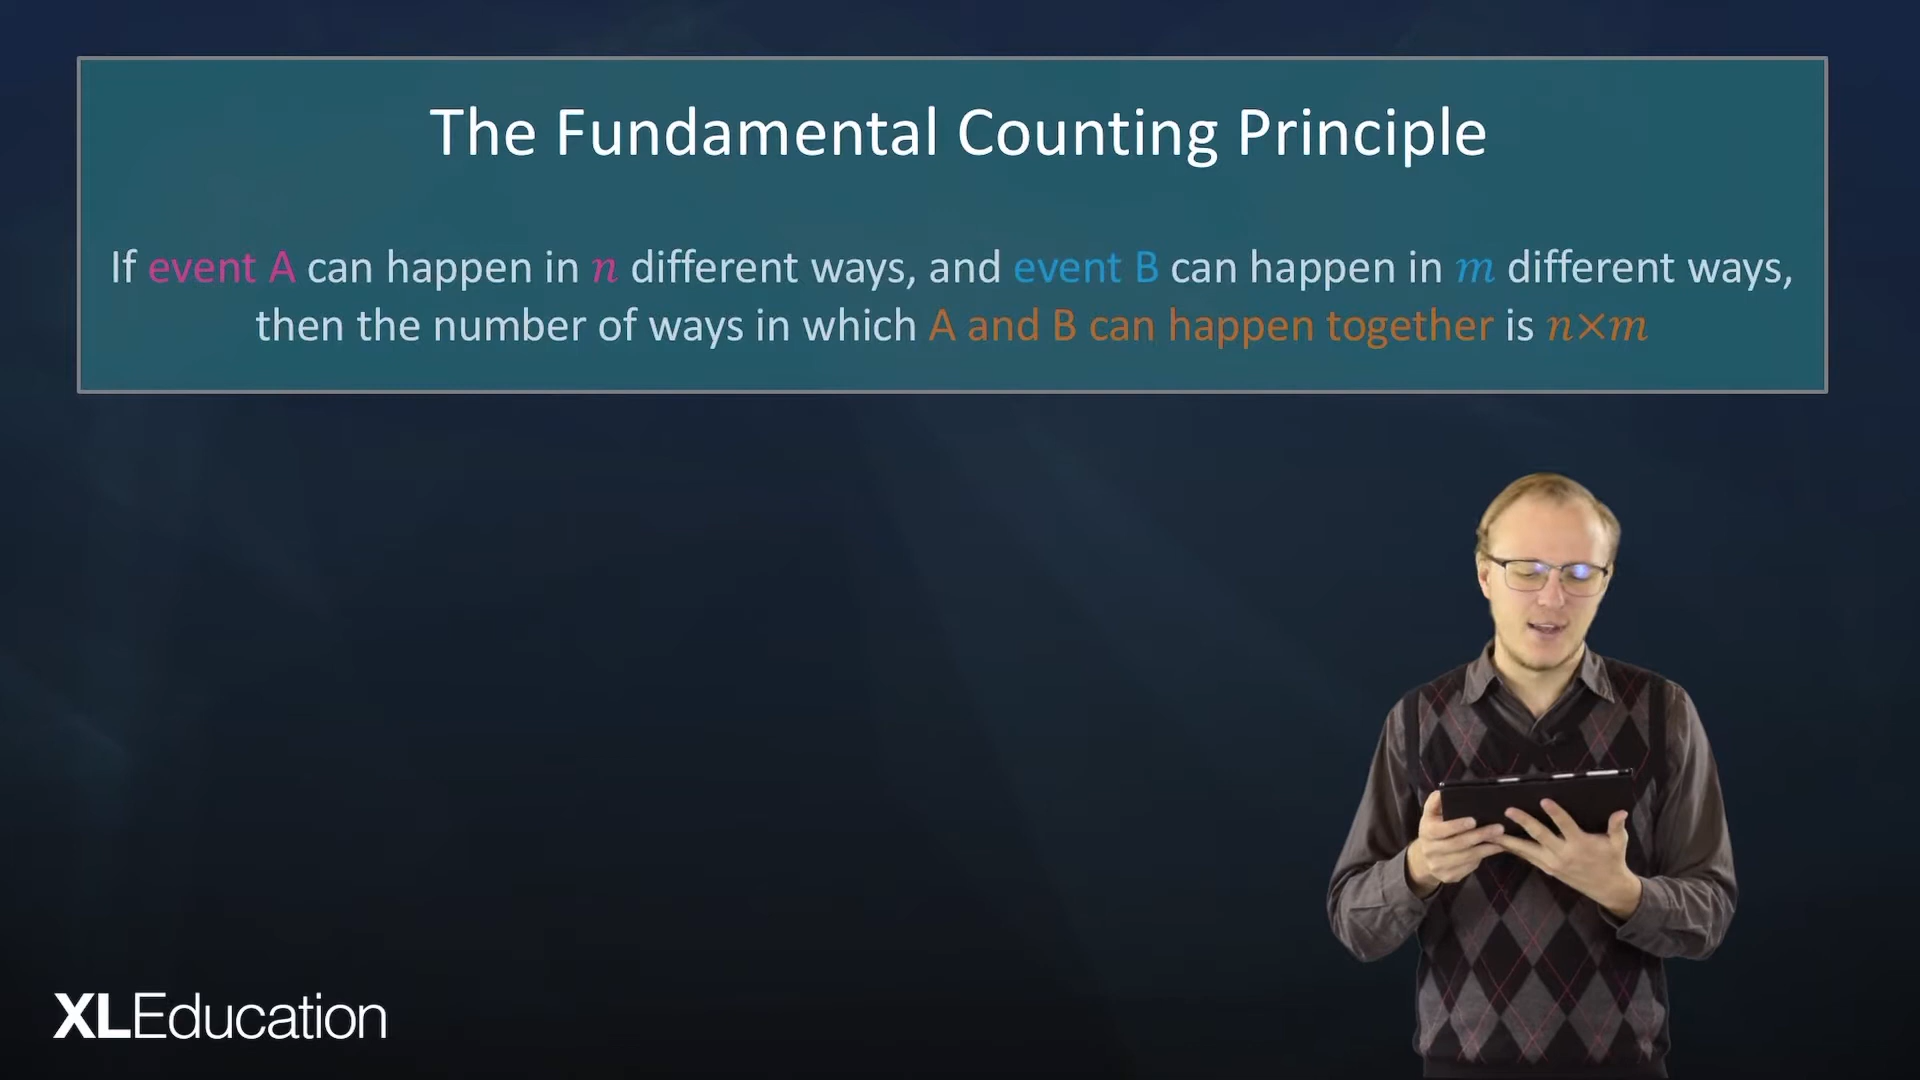 The Fundamental Counting Principle
If event A can happen in n different ways, and event B can happen in m different ways,
then the number of ways in which A and B can happen together is n×m
XLEducation